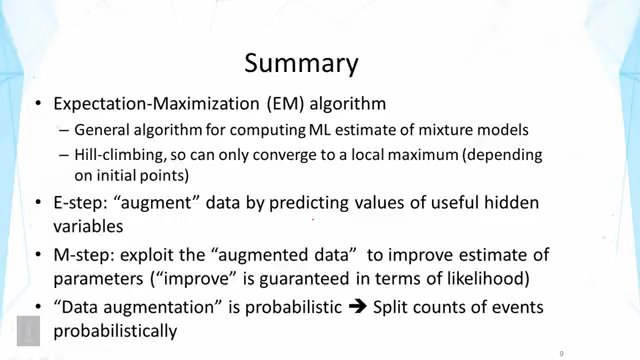 Summary
• Expectation-Maximization (EM) algorithm
– General algorithm for computing ML estimate of mixture models
– Hill-climbing, so can only converge to a local maximum (depending
on initial points)
• E-step: “augment” data by predicting values of useful hidden
variables
• M-step: exploit the “augmented data” to improve estimate of
parameters (“improve” is guaranteed in terms of likelihood)
• “Data augmentation” is probabilistic ➔ Split counts of events
probabilistically
9